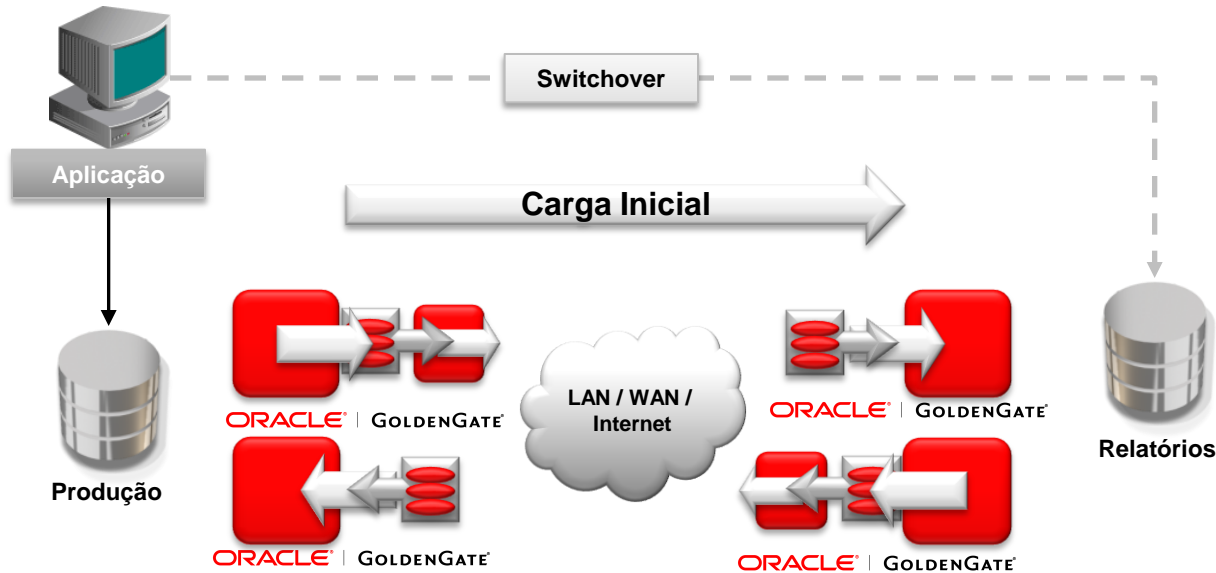 Switchover
Aplicação
Carga Inicial
LAN / WAN /
Internet
ORACLE® | GOLDENGATE®
ORACLE® | GOLDENGATE®
Relatórios
Produção
ORACLE® | GOLDENGATE®
ORACLE® | GOLDENGATE®